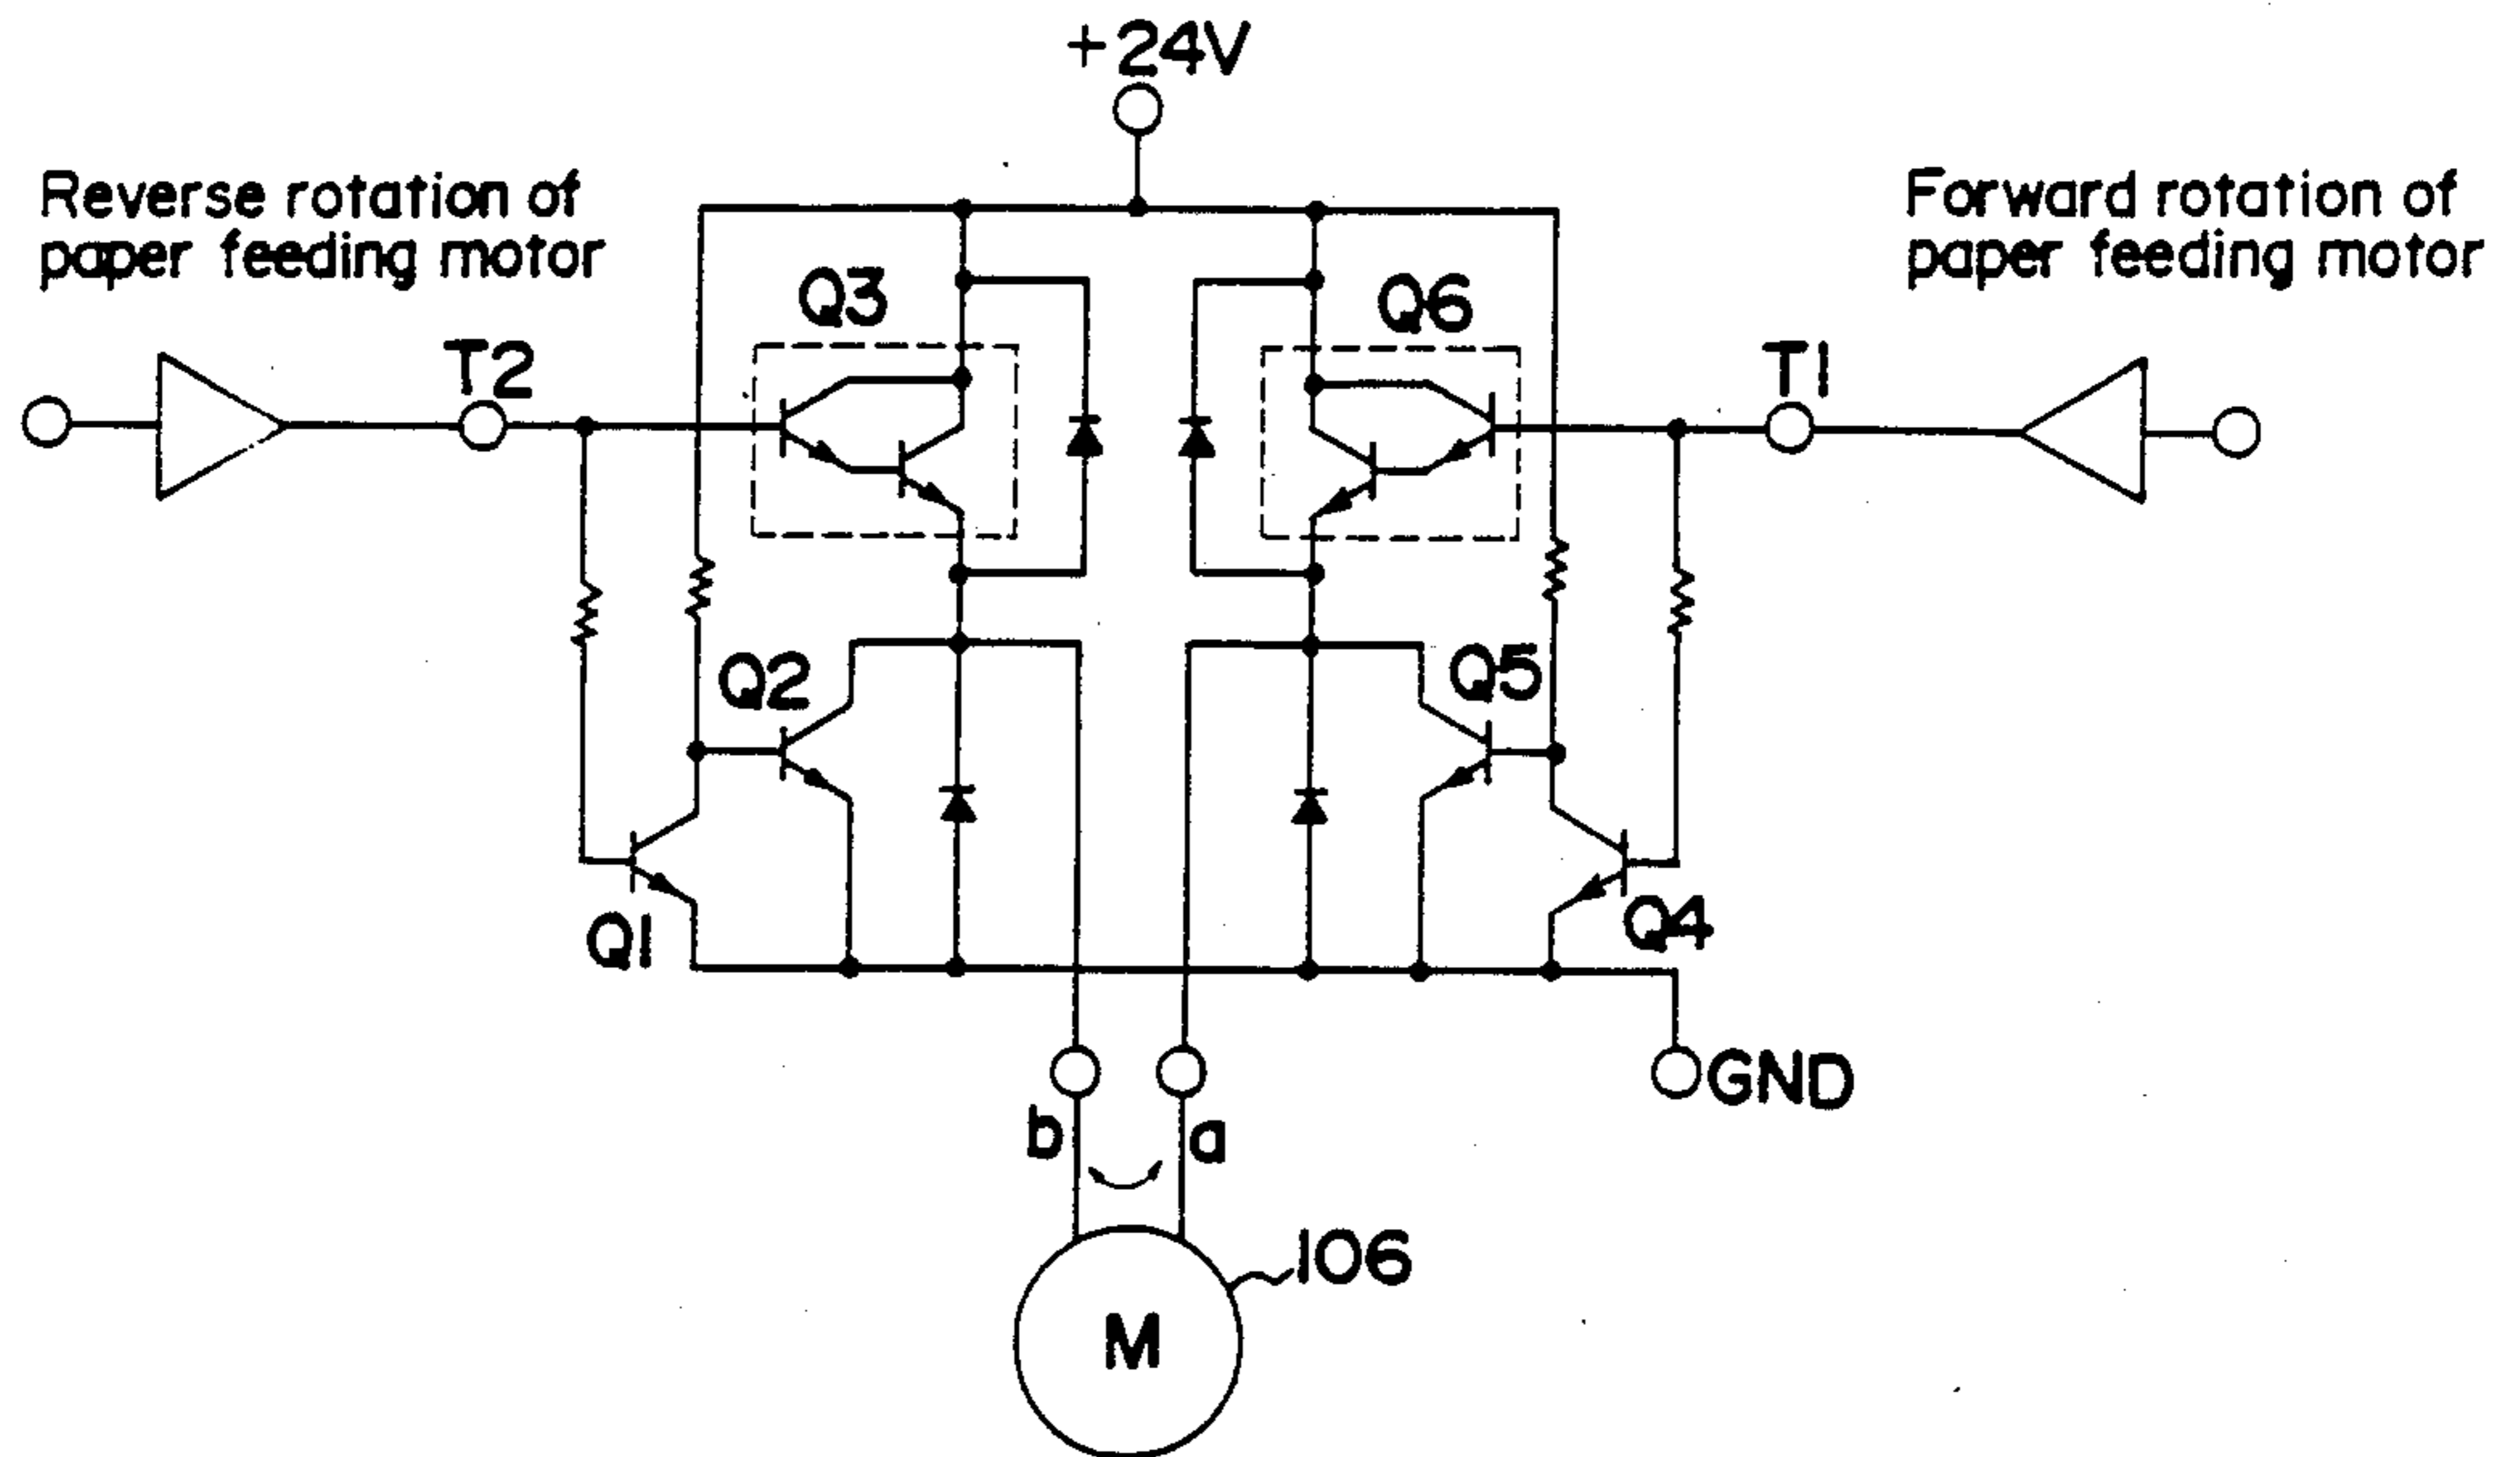 +24V
Reverse rotation of
paper feeding motor
Forward rotation of
paper feeding motor
Q3
Q6
T2
T1
Q2
Q5
Q1
Q4
GND
b
a
106
M